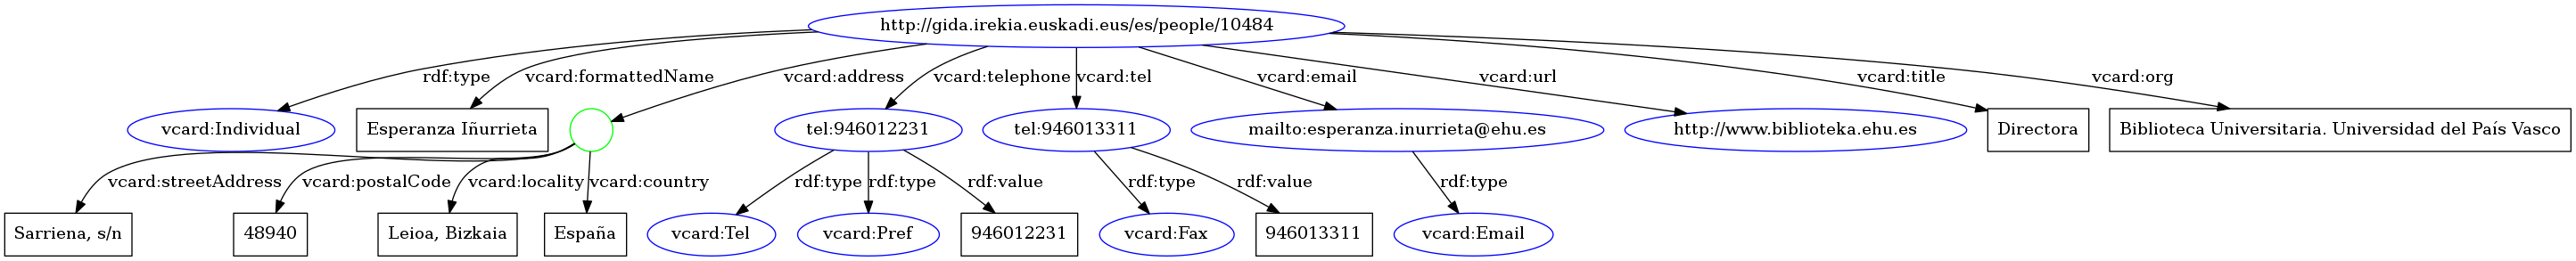 http://gida.irekia.euskadi.eus/es/people/10484
rdf:type
vcard:formattedName
vcard:address
vcard:telephone
vcard:tel
vcard:email
vcard:url
vcard:title
vcard:org
vcard:Individual
Esperanza Iñurrieta
tel:946012231
tel:946013311
mailto:esperanza.inurrieta@ehu.es
http://www.biblioteka.ehu.es
Directora
Biblioteca Universitaria. Universidad del País Vasco
vcard:streetAddress
vcard:postalCode
vcard:locality
vcard:country
rdf:type
rdf:type
rdf:value
rdf:type
rdf:value
rdf:type
Sarriena, s/n
48940
Leioa, Bizkaia
España
vcard:Tel
vcard:Pref
946012231
vcard:Fax
946013311
vcard:Email